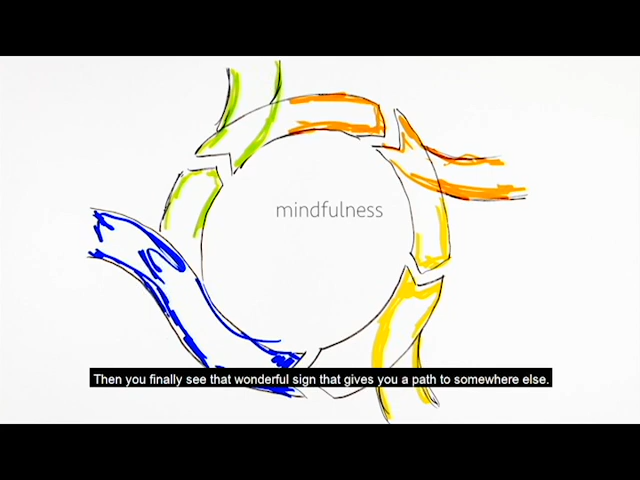 mindfulness
Then you finally see that wonderful sign that gives you a path to somewhere else.